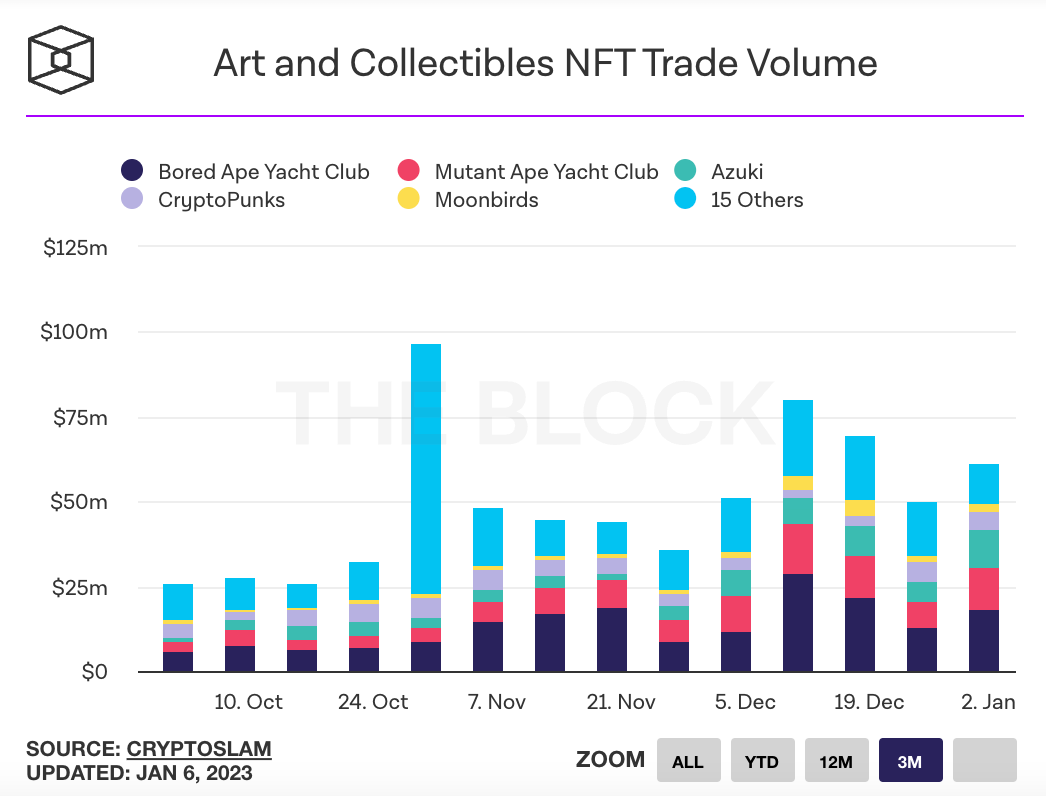 Art and Collectibles NFT Trade Volume
Bored Ape Yacht Club Mutant Ape Yacht Club Azuki
CryptoPunks Moonbirds 15 Others
$125m
$100m
$75m
THE BLOCK
$50m
$25m
$0
10. Oct 24. Oct 7. Nov 21. Nov 5. Dec 19. Dec 2. Jan
SOURCE: CRYPTOSLAM
UPDATED: JAN 6, 2023
ZOOM ALL YTD 12M 3M